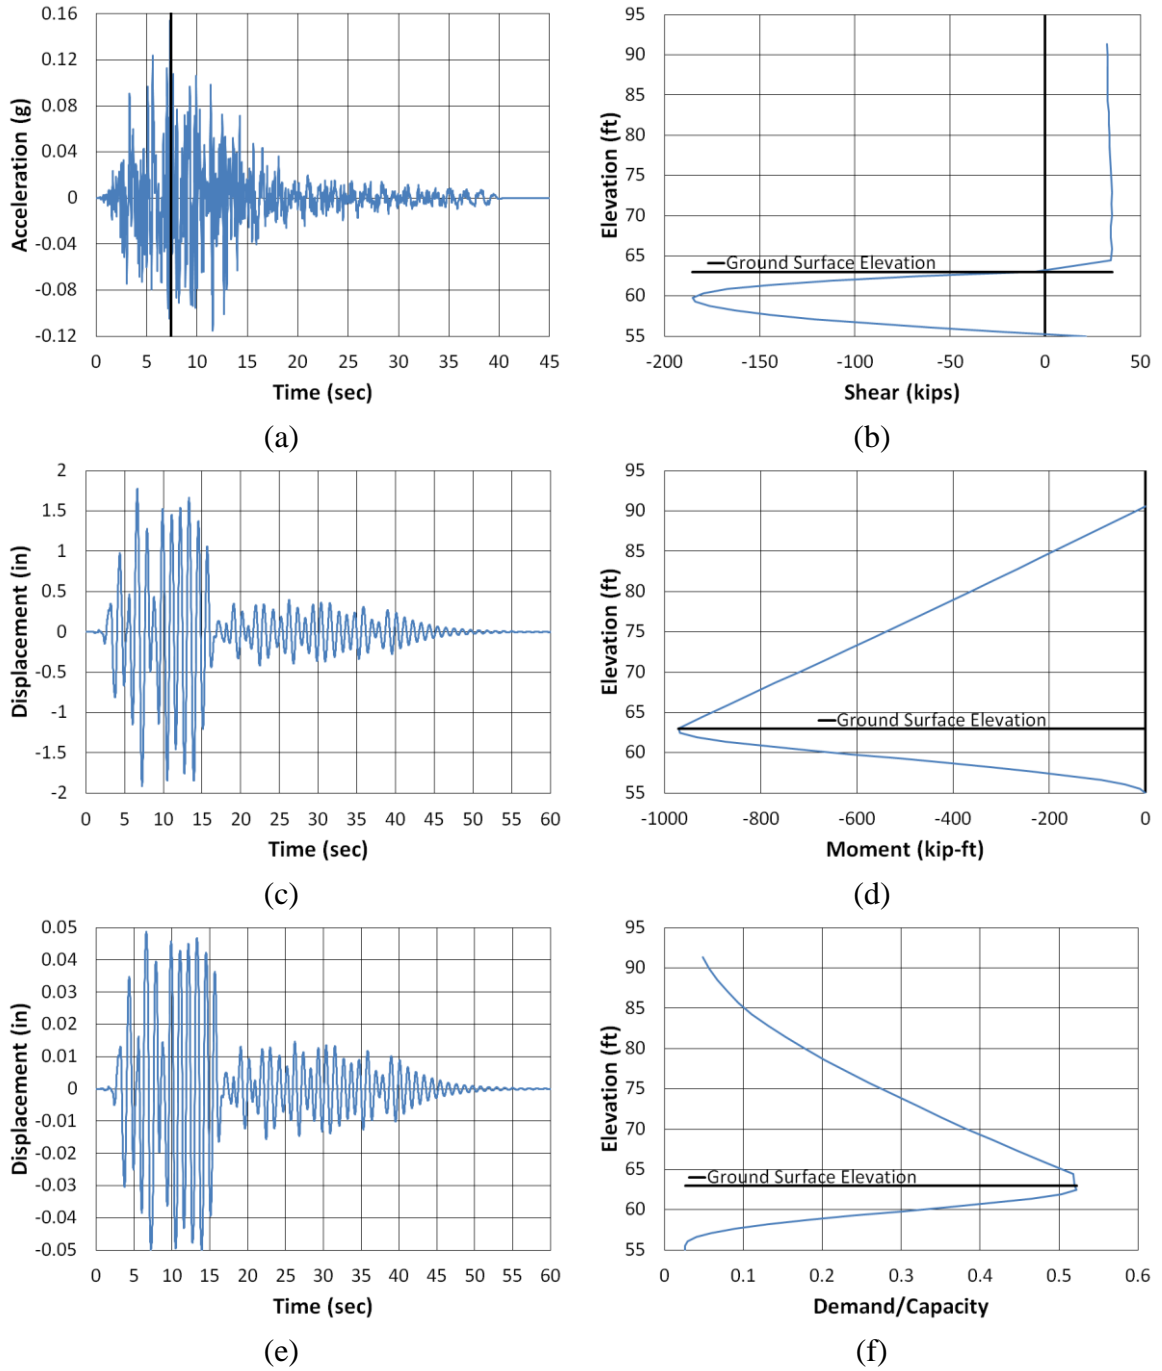 0.16
0.12
0.08
0.04
0
-0.04
-0.08
-0.12
Acceleration (g)
0 5 10 15 20 25 30 35 40 45
Time (sec)
(a)
95
90
85
80
75
70
65
60
55
Elevation (ft)
Ground Surface Elevation
-200 -150 -100 -50 0 50
Shear (kips)
(b)
2
1.5
1
0.5
0
-0.5
-1
-1.5
-2
Displacement (in)
0 5 10 15 20 25 30 35 40 45 50 55 60
Time (sec)
(c)
95
90
85
80
75
70
65
60
55
Elevation (ft)
Ground Surface Elevation
-1000 -800 -600 -400 -200 0
Moment (kip-ft)
(d)
0.05
0.04
0.03
0.02
0.01
0
-0.01
-0.02
-0.03
-0.04
-0.05
Displacement (in)
0 5 10 15 20 25 30 35 40 45 50 55 60
Time (sec)
(e)
95
90
85
80
75
70
65
60
55
Elevation (ft)
Ground Surface Elevation
0 0.1 0.2 0.3 0.4 0.5 0.6
Demand/Capacity
(f)